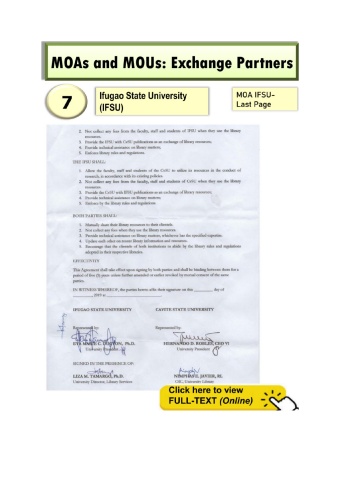 MOAs and MOUs: Exchange Partners
7
Ifugao State University
(IFSU)
MOA IFSU-
Last Page
2. Not collect any fees from the faculty, staff and students of IFSU when they use the library
resources.
3. Provide the IFSU with CvSU publications as an exchange of resources;
4. Provide technical assistance on library matters;
5. Enforce library rules and regulations.
THE IFSU SHALL:
1. Allow the faculty, staff and students of the CvSU to utilize its resources in the conduct of
research, in accordance with its existing policies.
2. Not collect any fees from the faculty, staff and students of CvSU when they use the library
resources.
3. Provide the CvSU with IFSU publications as an exchange of resources;
4. Provide technical assistance on library matters;
5. Enforce the library rules and regulations.
BOTH PARTIES SHALL:
1. Mutually share their library resources to their clientele.
2. Not collect any fees when they use the library resources.
3. Provide technical assistance on library matters, whichever has the specified expertise.
4. Update each other on recent library information and resources.
5. Encourage that the clientele of both institutions to abide by the library rules and regulations
adopted in their respective libraries.
EFFECTIVITY
This Agreement shall take effect upon signing by both parties and shall be binding between them for a
period of five (5) years unless further amended or earlier revoked by mutual consent of the same
parties.
IN WITNESS WHEREOF, the parties hereto affix their signature on this day of
IFUGAO STATE UNIVERSITY CAVITE STATE UNIVERSITY
Represented by: Represented by:
EVA MARIE Ph.D. HERNANDO D. ROBLES, CEO VI
University President University President
SIGNED IN THE PRESENCE OF:
LIZA M. TAMANGO, Ph.D. JAVIER, RL
University Director, Library Services University Library
Click here to view
FULL-TEXT (Online)